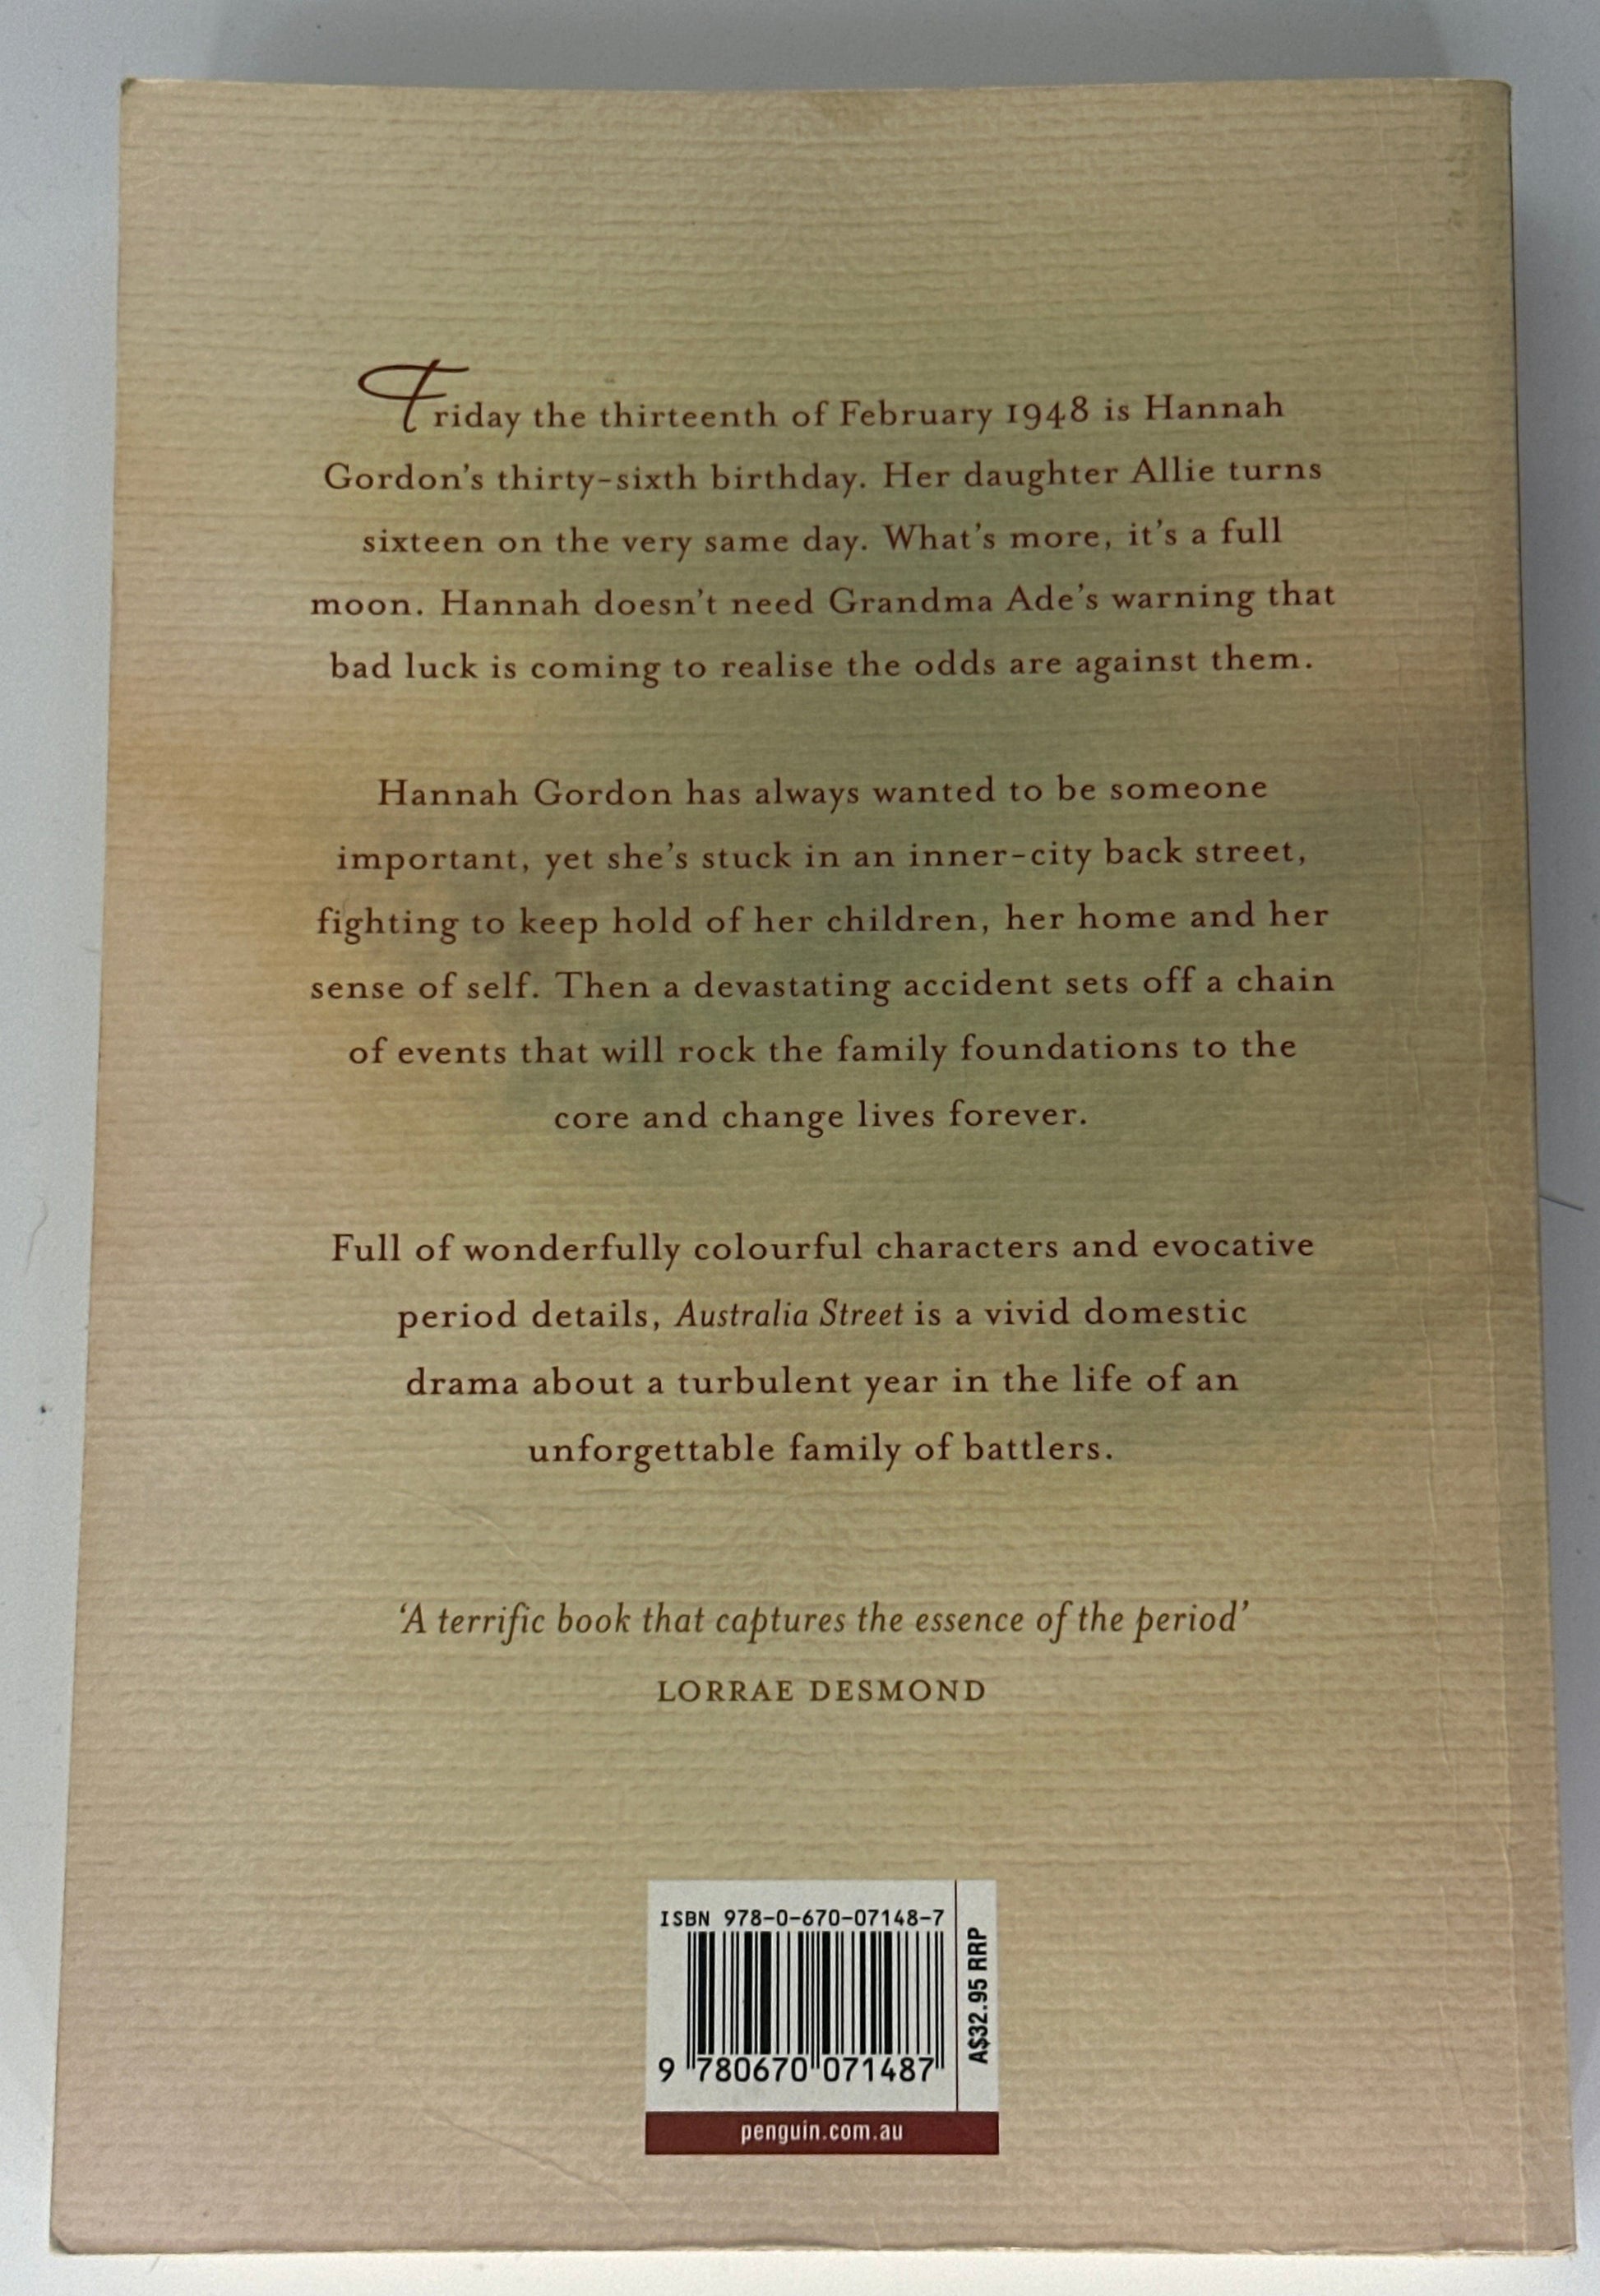 Friday the thirteenth of February 1948 is Hannah
Gordon's thirty-sixth birthday. Her daughter Allie turns
sixteen on the very same day. What's more, it's a full
moon. Hannah doesn't need Grandma Ade's warning that
bad luck is coming to realise the odds are against them.
Hannah Gordon has always wanted to be someone
important, yet she's stuck in an inner-city back street,
fighting to keep hold of her children, her home and her
sense of self. Then a devastating accident sets off a chain
of events that will rock the family foundations to the
core and change lives forever.
Full of wonderfully colourful characters and evocative
period details, Australia Street is a vivid domestic
drama about a turbulent year in the life of an
unforgettable family of battlers.
‘A terrific book that captures the essence of the period’
LORRAE DESMOND
ISBN 978-0-670-07148-7
9 780670 071487
A$32.95 RRP
penguin.com.au